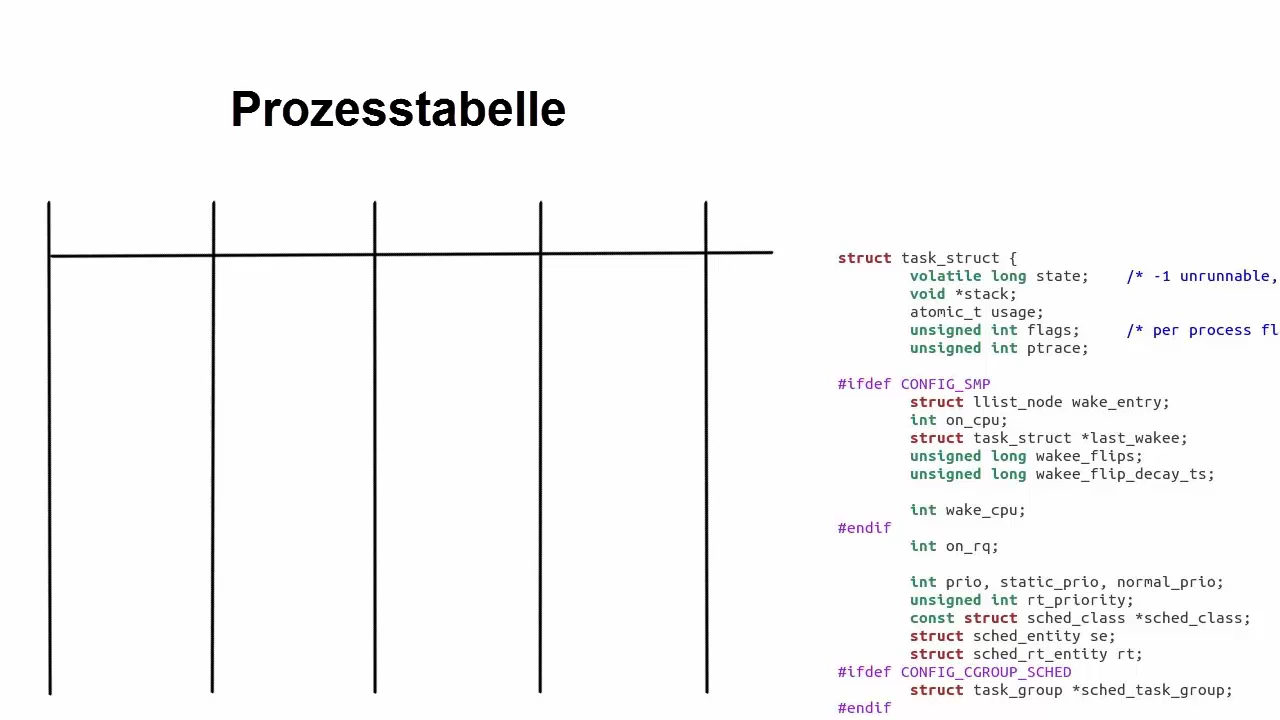 Prozesstabelle
struct task_struct {
volatile long state; /* -1 unrunnable,
void *stack;
atomic_t usage;
unsigned int flags; /* per process fl
unsigned int ptrace;
#ifdef CONFIG_SMP
struct llist_node wake_entry;
int on_cpu;
struct task_struct *last_wakee;
unsigned long wakee_flips;
unsigned long wakee_flip_decay_ts;
int wake_cpu;
#endif
int on_rq;
int prio, static_prio, normal_prio;
unsigned int rt_priority;
const struct sched_class *sched_class;
struct sched_entity se;
struct sched_rt_entity rt;
#ifdef CONFIG_CGROUP_SCHED
struct task_group *sched_task_group;
#endif